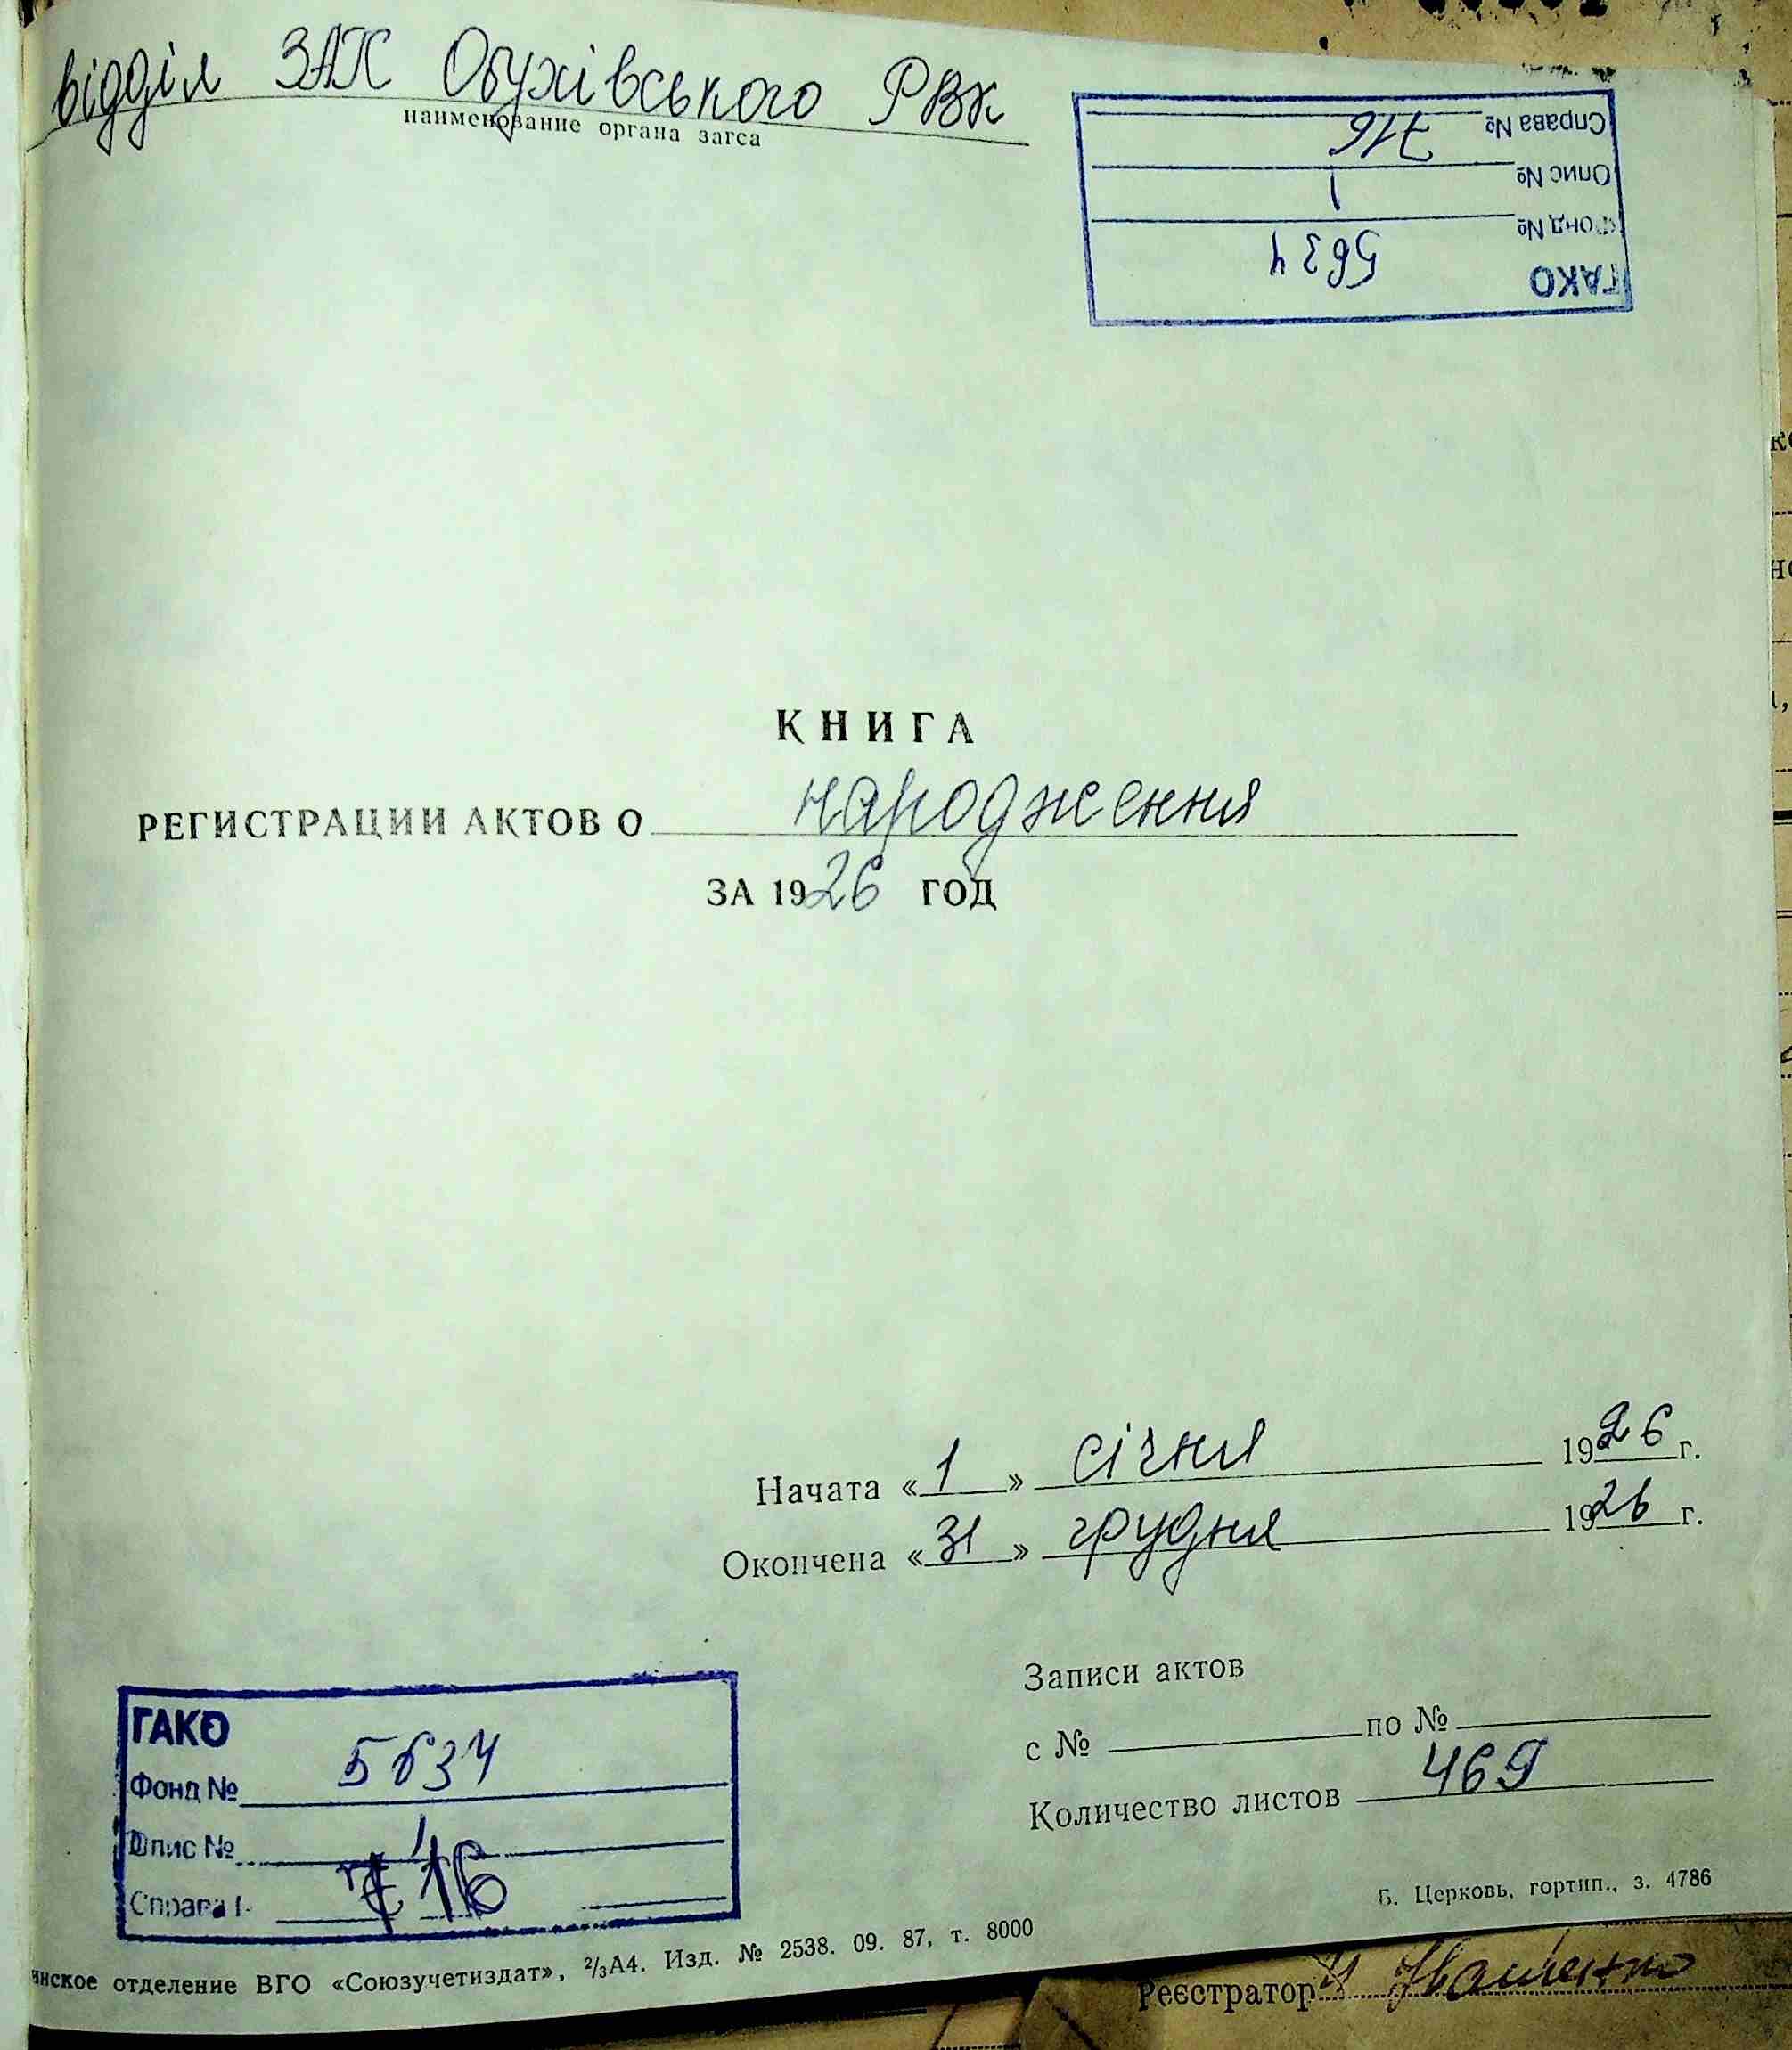 відділ ЗАГС Обухівського РВК
наименование органа загса
ГАКО
Фонд № 5634
Опис № 1
Справа № 716
КНИГА
РЕГИСТРАЦИИ АКТОВ О народження
ЗА 1926 ГОД
Начата «1» січня 1926 г.
Окончена «31» грудня 1926 г.
Записи актов
с № по №
Количество листов 469
ГАКО
Фонд № 5634
Опис № 1
Справа № 716
Б. Церковь, гортип., з. 4786
отделение ВГО «Союзучетиздат», 2/3А4. Изд. № 2538. 09. 87, т. 8000
Реєстратор